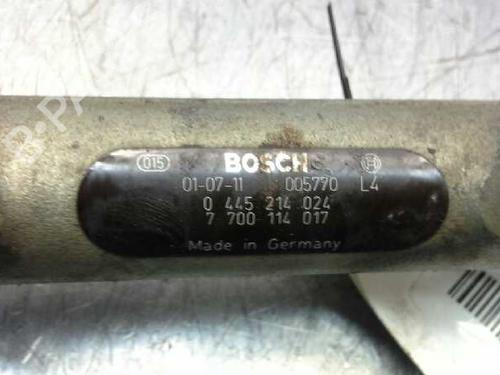 015 BOSCH
01-07-11 005770 L4
0 445 214 024
7 700 114 017
Made in Germany